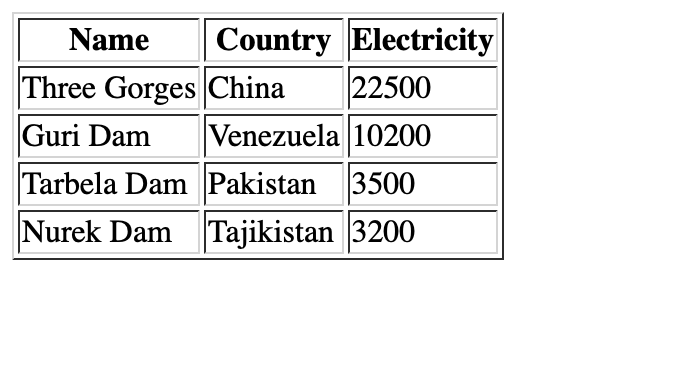 Name Country Electricity
Three Gorges China 22500
Guri Dam Venezuela 10200
Tarbela Dam Pakistan 3500
Nurek Dam Tajikistan 3200